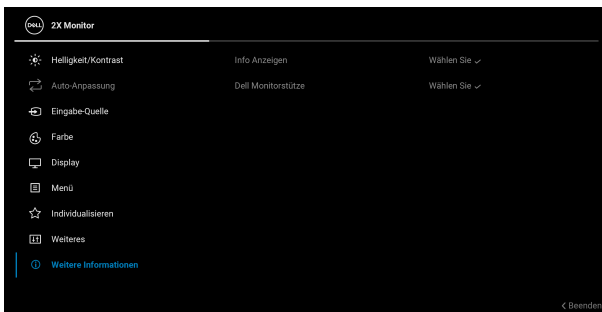 DELL 2X Monitor
Helligkeit/Kontrast Info Anzeigen Wählen Sie
Auto-Anpassung Dell Monitorstütze Wählen Sie
Eingabe-Quelle
Farbe
Display
Menü
Individualisieren
Weiteres
Weitere Informationen
Beenden